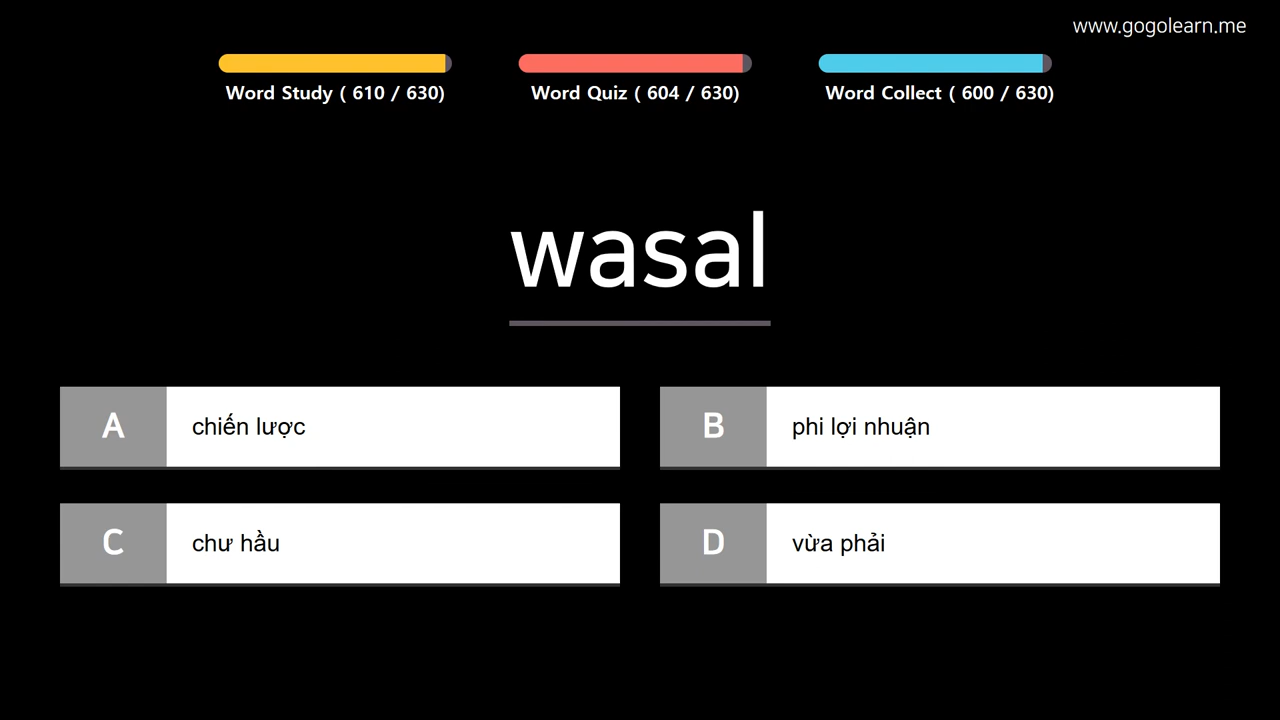 www.gogolearn.me
Word Study ( 610 / 630)
Word Quiz ( 604 / 630)
Word Collect ( 600 / 630)
wasal
A
chiến lược
B
phi lợi nhuận
C
chư hầu
D
vừa phải